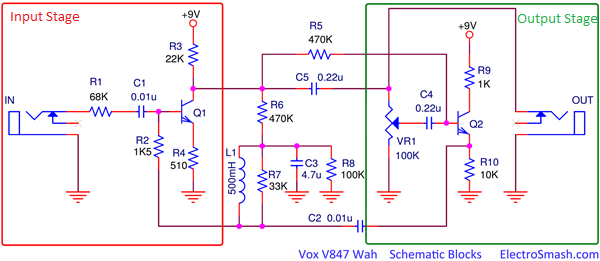 Input Stage
Output Stage
+9V
+9V
R5
470K
R3
22K
C5 0.22u
R9
1K
IN
R1
68K
C1
0.01u
Q1
R6
470K
C4
0.22u
Q2
OUT
VR1
100K
R2
1K5
R4
510
L1
500mH
R7
33K
C3
4.7u
R8
100K
R10
10K
C2 0.01u
Vox V847 Wah Schematic Blocks ElectroSmash.com